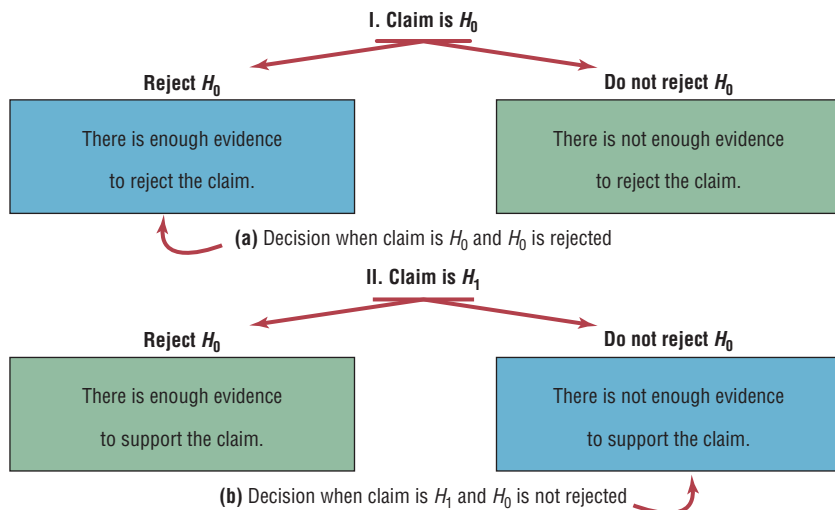 I. Claim is H0
Reject H0
Do not reject H0
There is enough evidence
to reject the claim.
There is not enough evidence
to reject the claim.
(a) Decision when claim is H0 and H0 is rejected
II. Claim is H1
Reject H0
Do not reject H0
There is enough evidence
to support the claim.
There is not enough evidence
to support the claim.
(b) Decision when claim is H1 and H0 is not rejected